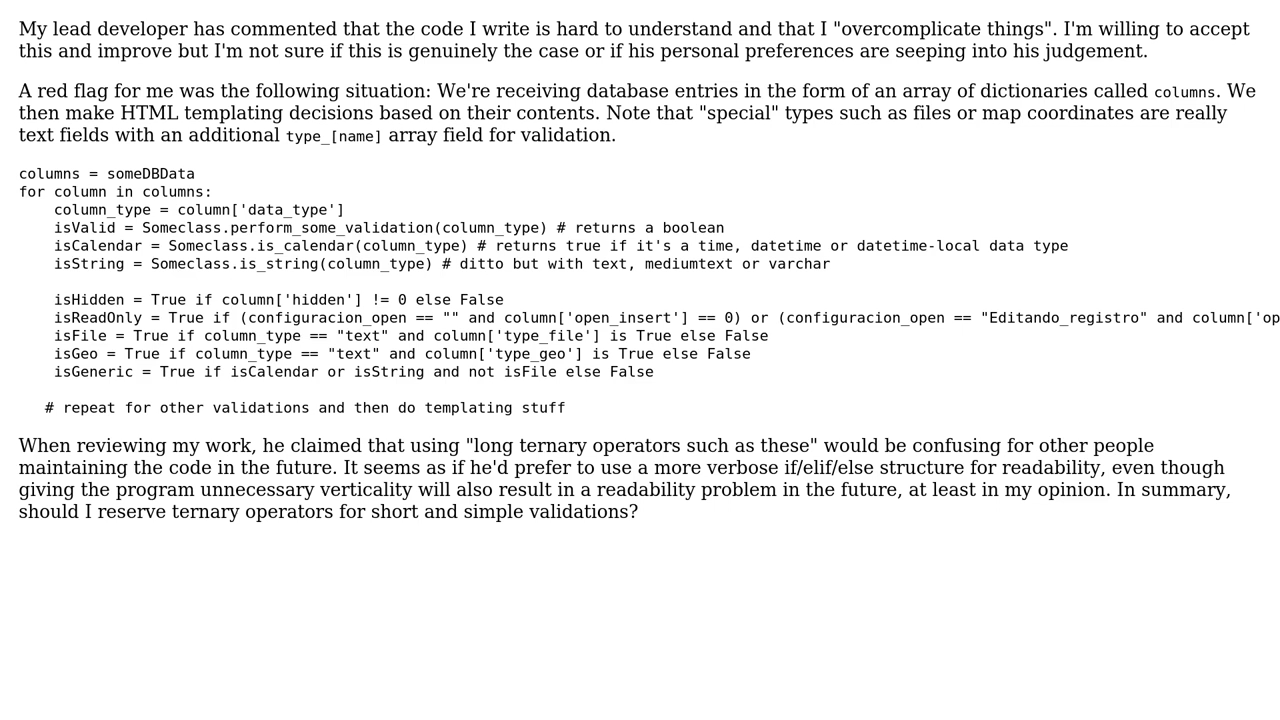 My lead developer has commented that the code I write is hard to understand and that I "overcomplicate things". I'm willing to accept
this and improve but I'm not sure if this is genuinely the case or if his personal preferences are seeping into his judgement.
A red flag for me was the following situation: We're receiving database entries in the form of an array of dictionaries called columns. We
then make HTML templating decisions based on their contents. Note that "special" types such as files or map coordinates are really
text fields with an additional type_[name] array field for validation.
columns = someDBData
for column in columns:
    column_type = column['data_type']
    isValid = Someclass.perform_some_validation(column_type) # returns a boolean
    isCalendar = Someclass.is_calendar(column_type) # returns true if it's a time, datetime or datetime-local data type
    isString = Someclass.is_string(column_type) # ditto but with text, mediumtext or varchar
    isHidden = True if column['hidden'] != 0 else False
    isReadOnly = True if (configuracion_open == "" and column['open_insert'] == 0) or (configuracion_open == "Editando_registro" and column['op
    isFile = True if column_type == "text" and column['type_file'] is True else False
    isGeo = True if column_type == "text" and column['type_geo'] is True else False
    isGeneric = True if isCalendar or isString and not isFile else False
   # repeat for other validations and then do templating stuff
When reviewing my work, he claimed that using "long ternary operators such as these" would be confusing for other people
maintaining the code in the future. It seems as if he'd prefer to use a more verbose if/elif/else structure for readability, even though
giving the program unnecessary verticality will also result in a readability problem in the future, at least in my opinion. In summary,
should I reserve ternary operators for short and simple validations?